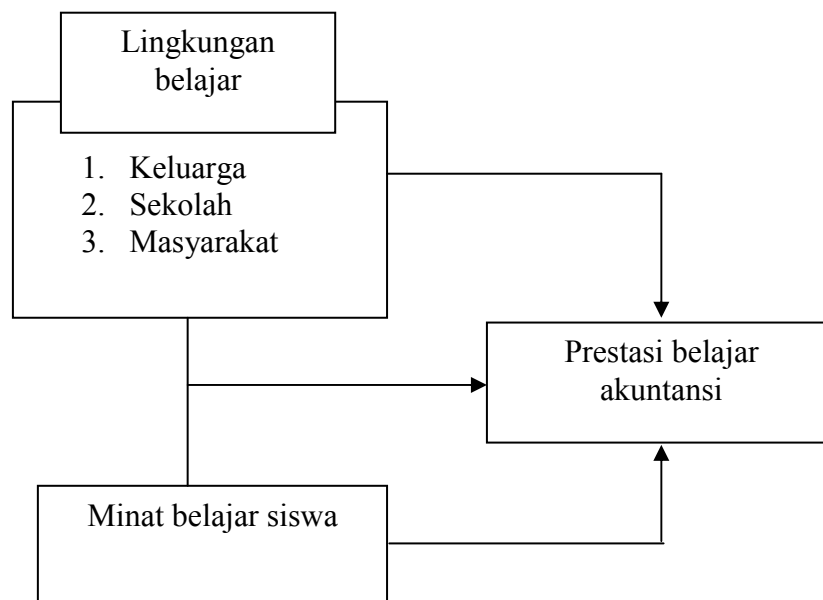 Lingkungan
belajar
1. Keluarga
2. Sekolah
3. Masyarakat
Prestasi belajar
akuntansi
Minat belajar siswa